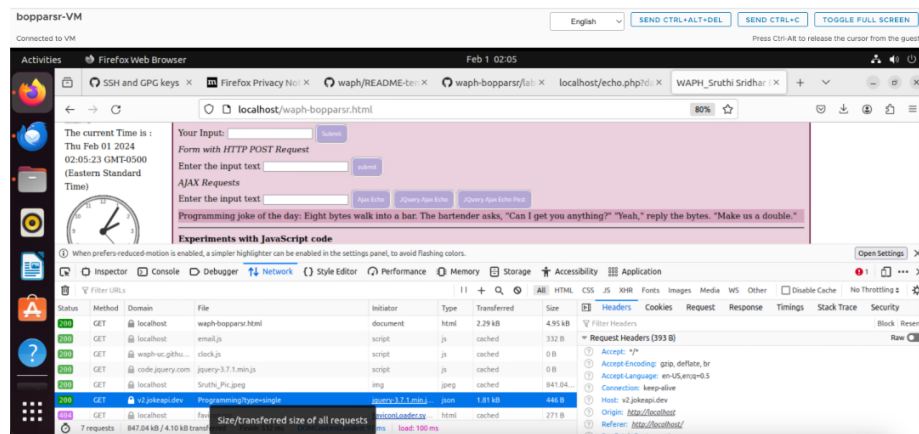 bopparsr-VM
English
SEND CTRL+ALT+DEL
SEND CTRL+C
TOGGLE FULL SCREEN
Connected to VM
Press Ctrl-Alt to release the cursor from the guest
Activities
Firefox Web Browser
Feb 1 02:05
SSH and GPG keys
Firefox Privacy Not
waph/README-te
waph-bopparsr/lab
localhost/echo.php?da
WAPH_Sruthi Sridhar
localhost/waph-bopparsr.html
80%
The current Time is :
Thu Feb 01 2024
02:05:23 GMT-0500
(Eastern Standard
Time)
Your Input:
Submit
Form with HTTP POST Request
Enter the input text
submit
AJAX Requests
Enter the input text
Ajax Echo
JQuery Ajax Echo
JQuery Ajax Echo Post
Programming joke of the day: Eight bytes walk into a bar. The bartender asks, "Can I get you anything?" "Yeah," reply the bytes. "Make us a double."
Experiments with JavaScript code
When prefers-reduced-motion is enabled, a simpler highlighter can be enabled in the settings panel, to avoid flashing colors.
Open Settings
Inspector
Console
Debugger
Network
Style Editor
Performance
Memory
Storage
Accessibility
Application
1
Filter URLs
All HTML CSS JS XHR Fonts Images Media WS Other
Disable Cache
No Throttling
Status Method Domain File Initiator Type Transferred Size
Headers Cookies Request Response Timings Stack Trace Security
200 GET localhost waph-bopparsr.html document html 2.29 kB 4.95 kB
Filter Headers
Block Resen
200 GET localhost email.js script js cached 332 B
Request Headers (393 B)
Raw
200 GET waph-uc.githu... clock.js script js cached 0 B
Accept: */*
200 GET code.jquery.com jquery-3.7.1.min.js script js cached 0 B
Accept-Encoding: gzip, deflate, br
Accept-Language: en-US,en;q=0.5
200 GET localhost Sruthi_Pic.jpeg img jpeg cached 841.04...
Connection: keep-alive
200 GET v2.jokeapi.dev Programming?type=single jquery-3.7.1.min.j... json 1.81 kB 446 B
Host: v2.jokeapi.dev
Origin: http://localhost
404 GET localhost html cached 271 B
Referer: http://localhost/
Size/transferred size of all requests
7 requests
847.04 kB / 4.10 kB
load: 100 ms